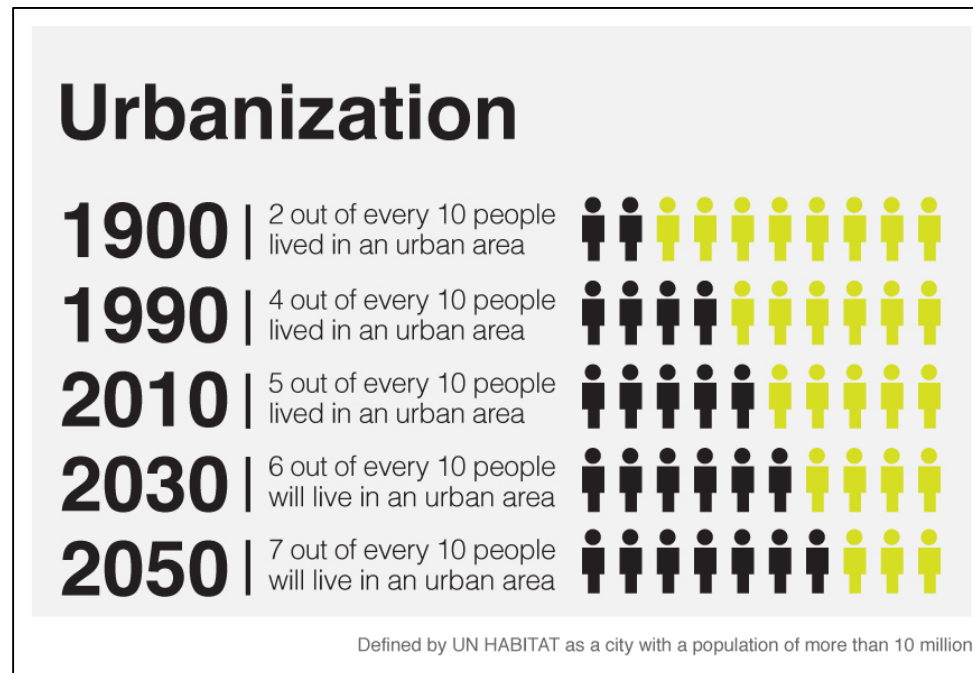 Urbanization
1900
2 out of every 10 people
lived in an urban area
1990
4 out of every 10 people
lived in an urban area
2010
5 out of every 10 people
lived in an urban area
2030
6 out of every 10 people
will live in an urban area
2050
7 out of every 10 people
will live in an urban area
Defined by UN HABITAT as a city with a population of more than 10 million